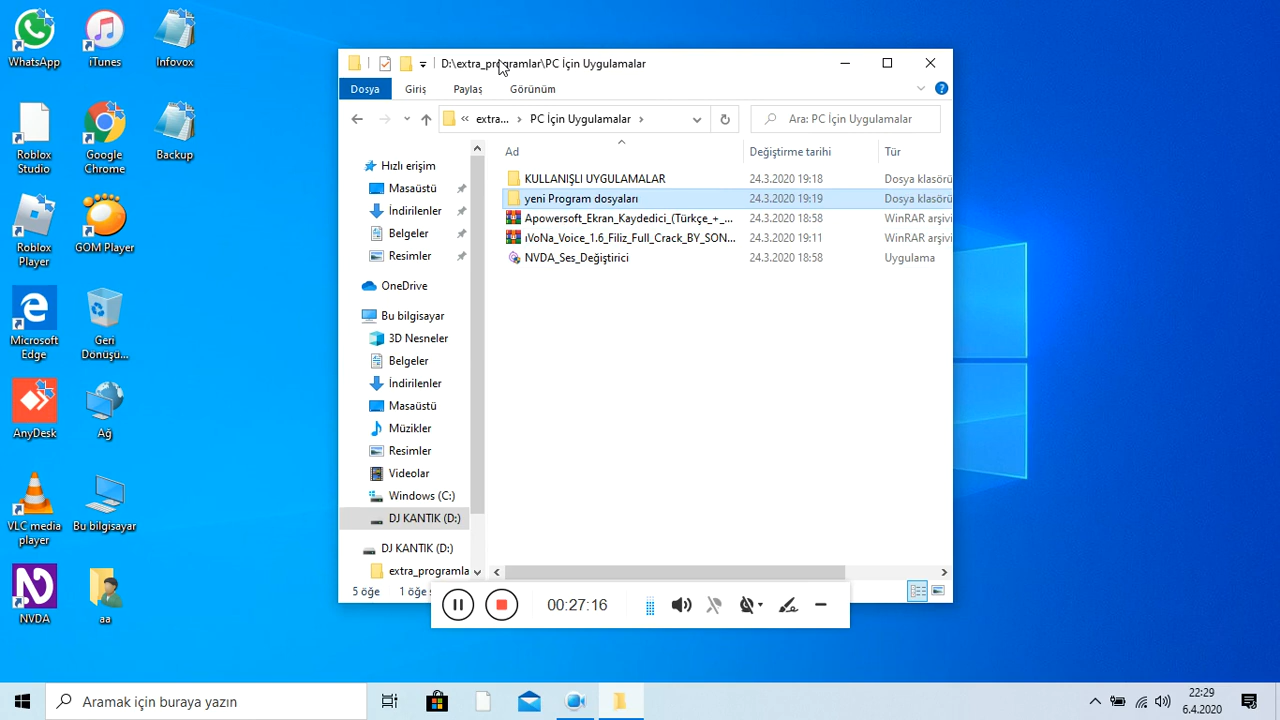 WhatsApp
iTunes
Infovox
Roblox Studio
Google Chrome
Backup
Roblox Player
GOM Player
Microsoft Edge
Geri Dönüşü...
AnyDesk
Ağ
VLC media player
Bu bilgisayar
NVDA
aa
D:\extra_programlar\PC İçin Uygulamalar
Dosya Giriş Paylaş Görünüm
extra... PC İçin Uygulamalar
Ara: PC İçin Uygulamalar
Ad Değiştirme tarihi Tür
KULLANIŞLI UYGULAMALAR 24.3.2020 19:18 Dosya klasörü
yeni Program dosyaları 24.3.2020 19:19 Dosya klasörü
Apowersoft_Ekran_Kaydedici_(Türkçe_+_... 24.3.2020 18:58 WinRAR arşivi
ıVoNa_Voice_1.6_Filiz_Full_Crack_BY_SON... 24.3.2020 19:11 WinRAR arşivi
NVDA_Ses_Değiştirici 24.3.2020 18:58 Uygulama
Hızlı erişim
Masaüstü
İndirilenler
Belgeler
Resimler
OneDrive
Bu bilgisayar
3D Nesneler
Belgeler
İndirilenler
Masaüstü
Müzikler
Resimler
Videolar
Windows (C:)
DJ KANTIK (D:)
DJ KANTIK (D:)
extra_programla
5 öğe 1 öğe s
00:27:16
Aramak için buraya yazın
22:29
6.4.2020